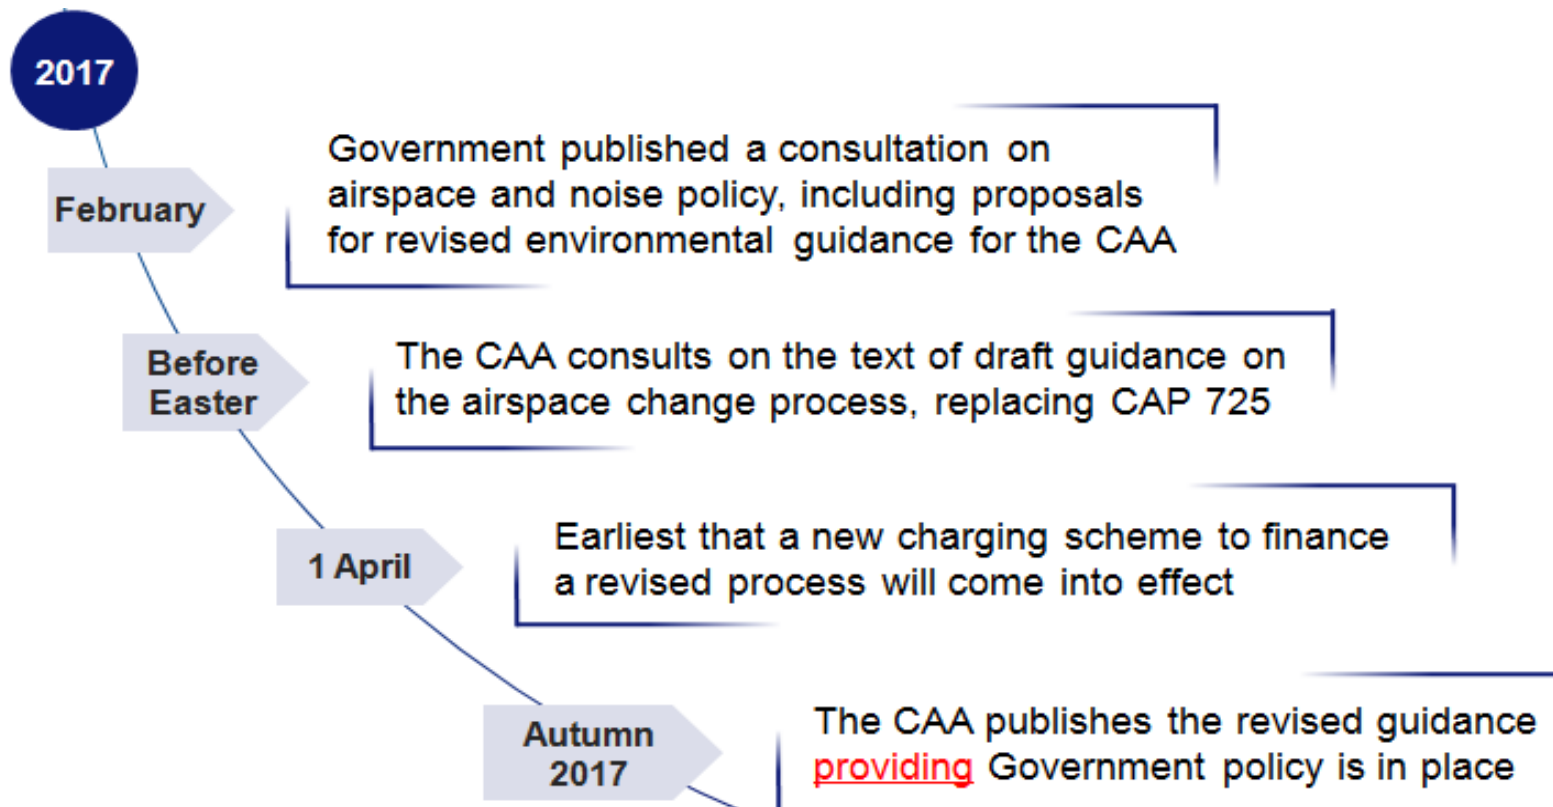 2017
February
Government published a consultation on
airspace and noise policy, including proposals
for revised environmental guidance for the CAA
Before
Easter
The CAA consults on the text of draft guidance on
the airspace change process, replacing CAP 725
1 April
Earliest that a new charging scheme to finance
a revised process will come into effect
Autumn
2017
The CAA publishes the revised guidance
providing Government policy is in place